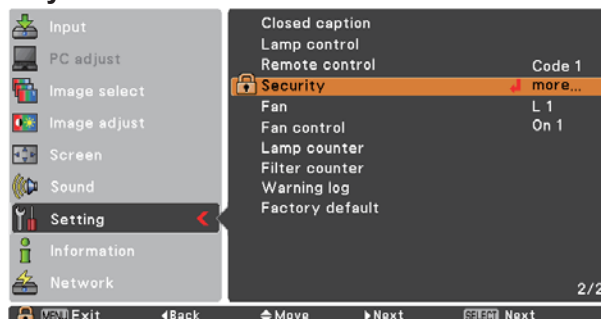 Input
PC adjust
Image select
Image adjust
Screen
Sound
Setting
Information
Network
Closed caption
Lamp control
Remote control Code 1
Security more...
Fan L 1
Fan control On 1
Lamp counter
Filter counter
Warning log
Factory default
2/2
MENU Exit Back Move Next SELECT Next